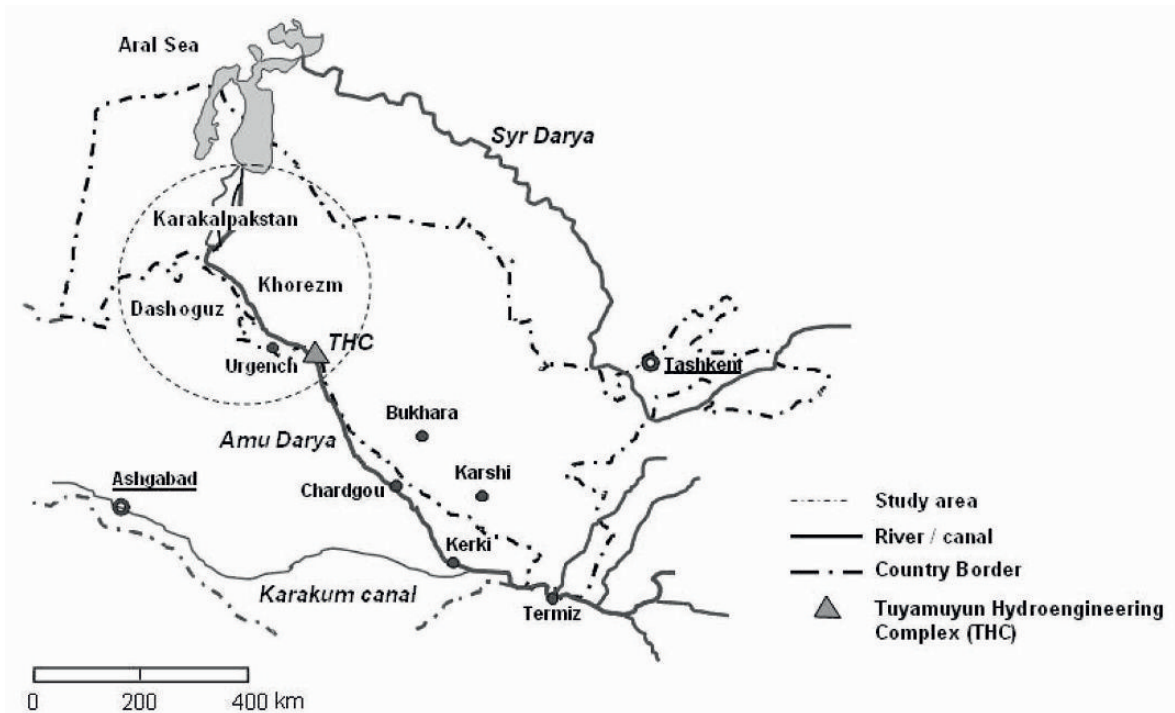 Aral Sea
Syr Darya
Karakalpakstan
Khorezm
Dashoguz
THC
Urgench
Tashkent
Bukhara
Amu Darya
Karshi
Ashgabad
Chardgou
Kerki
Karakum canal
Termiz
Study area
River / canal
Country Border
Tuyamuyun Hydroengineering
Complex (THC)
0 200 400 km